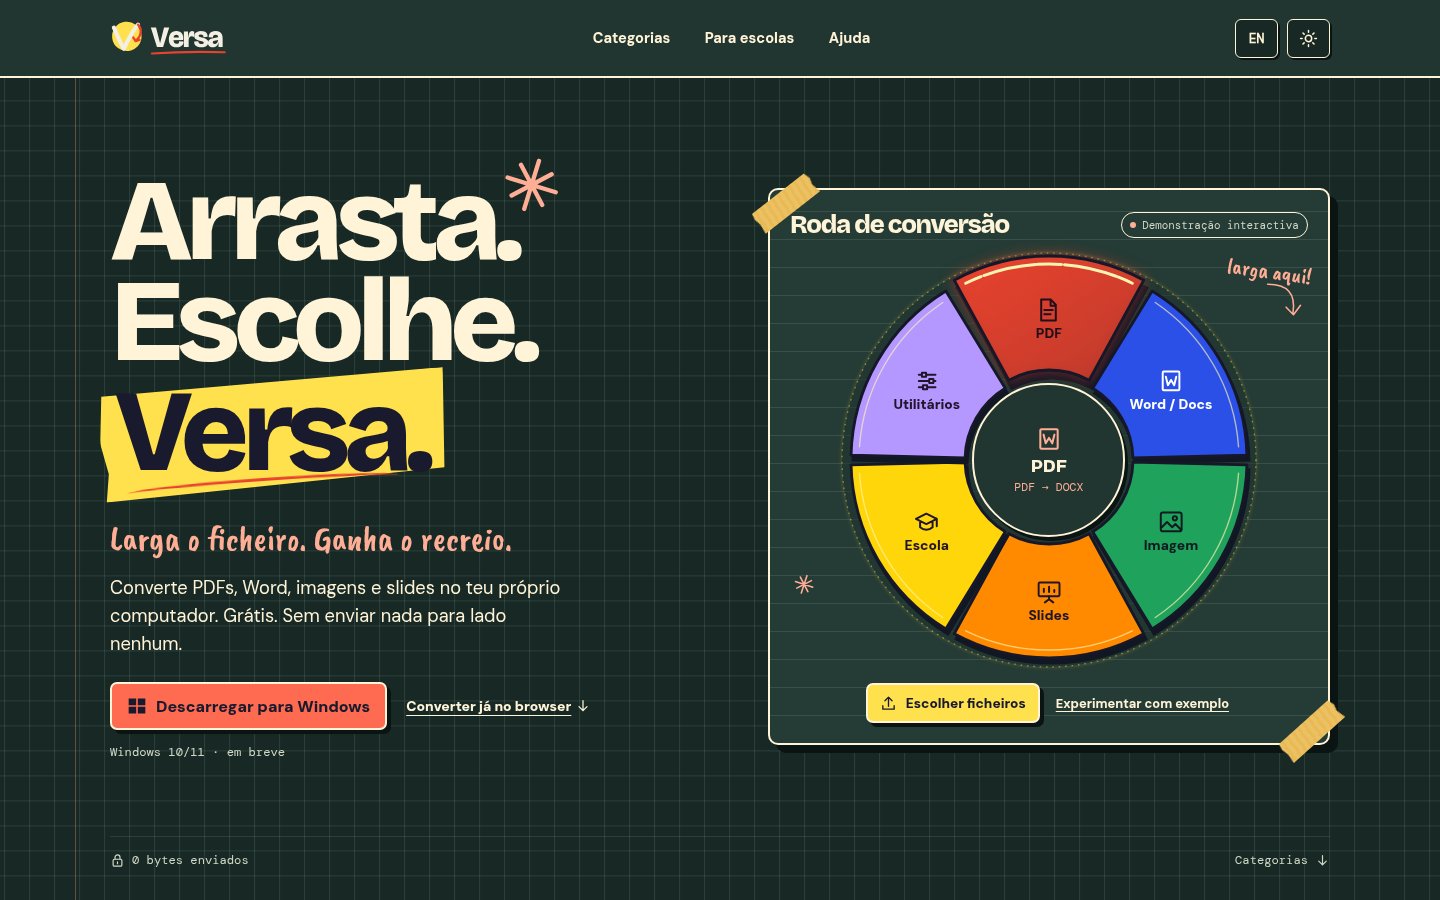 Versa
Categorias
Para escolas
Ajuda
EN
Arrasta.
Escolhe.
Versa.
Larga o ficheiro. Ganha o recreio.
Converte PDFs, Word, imagens e slides no teu próprio
computador. Grátis. Sem enviar nada para lado
nenhum.
Descarregar para Windows
Converter já no browser ↓
Windows 10/11 · em breve
Roda de conversão
Demonstração interactiva
larga aqui!
PDF
Word / Docs
Imagem
Slides
Escola
Utilitários
PDF
PDF → DOCX
Escolher ficheiros
Experimentar com exemplo
0 bytes enviados
Categorias ↓